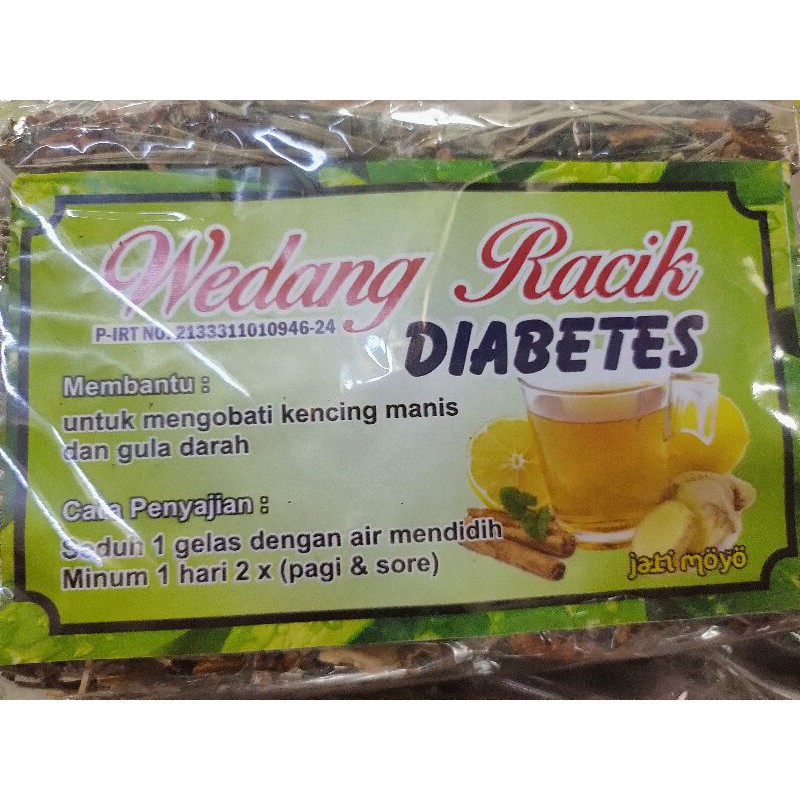 Wedang Racik
P-IRT NO. 2133311010946-24
DIABETES
Membantu :
untuk mengobati kencing manis
dan gula darah
Cara Penyajian :
Seduh 1 gelas dengan air mendidih
Minum 1 hari 2 x (pagi & sore)
jati möyö